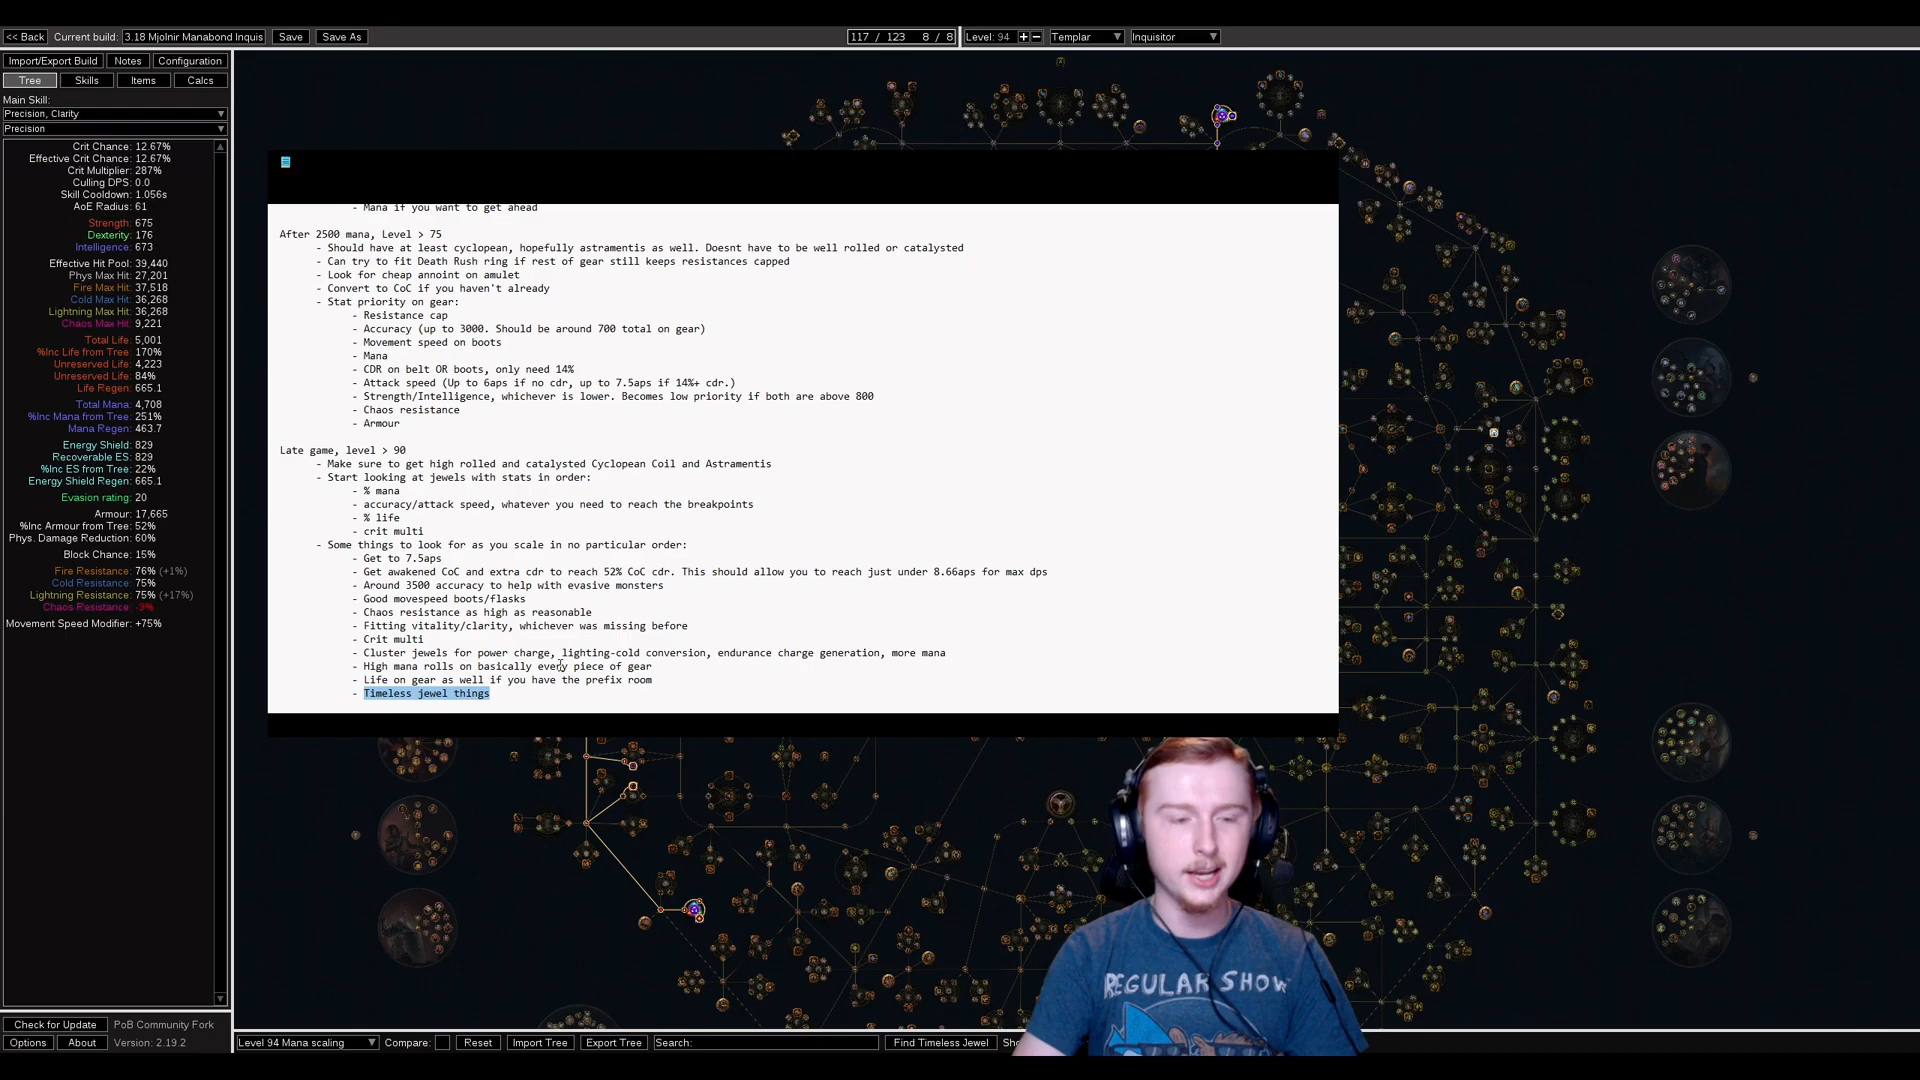 << Back
Current build:
3.18 Mjolnir Manabond Inquis
Save
Save As
117 / 123   8 / 8
Level: 94
+
-
Templar
Inquisitor
Import/Export Build
Notes
Configuration
Tree
Skills
Items
Calcs
Main Skill:
Precision, Clarity
Precision
Crit Chance: 12.67%
Effective Crit Chance: 12.67%
Crit Multiplier: 287%
Culling DPS: 0.0
Skill Cooldown: 1.056s
AoE Radius: 61
Strength: 675
Dexterity: 176
Intelligence: 673
Effective Hit Pool: 39,440
Phys Max Hit: 27,201
Fire Max Hit: 37,518
Cold Max Hit: 36,268
Lightning Max Hit: 36,268
Chaos Max Hit: 9,221
Total Life: 5,001
%Inc Life from Tree: 170%
Unreserved Life: 4,223
Unreserved Life: 84%
Life Regen: 665.1
Total Mana: 4,708
%Inc Mana from Tree: 251%
Mana Regen: 463.7
Energy Shield: 829
Recoverable ES: 829
%Inc ES from Tree: 22%
Energy Shield Regen: 665.1
Evasion rating: 20
Armour: 17,665
%Inc Armour from Tree: 52%
Phys. Damage Reduction: 60%
Block Chance: 15%
Fire Resistance: 76% (+1%)
Cold Resistance: 75%
Lightning Resistance: 75% (+17%)
Chaos Resistance: -3%
Movement Speed Modifier: +75%
- Mana if you want to get ahead
After 2500 mana, Level > 75
- Should have at least cyclopean, hopefully astramentis as well. Doesnt have to be well rolled or catalysted
- Can try to fit Death Rush ring if rest of gear still keeps resistances capped
- Look for cheap annoint on amulet
- Convert to CoC if you haven't already
- Stat priority on gear:
- Resistance cap
- Accuracy (up to 3000. Should be around 700 total on gear)
- Movement speed on boots
- Mana
- CDR on belt OR boots, only need 14%
- Attack speed (Up to 6aps if no cdr, up to 7.5aps if 14%+ cdr.)
- Strength/Intelligence, whichever is lower. Becomes low priority if both are above 800
- Chaos resistance
- Armour
Late game, level > 90
- Make sure to get high rolled and catalysted Cyclopean Coil and Astramentis
- Start looking at jewels with stats in order:
- % mana
- accuracy/attack speed, whatever you need to reach the breakpoints
- % life
- crit multi
- Some things to look for as you scale in no particular order:
- Get to 7.5aps
- Get awakened CoC and extra cdr to reach 52% CoC cdr. This should allow you to reach just under 8.66aps for max dps
- Around 3500 accuracy to help with evasive monsters
- Good movespeed boots/flasks
- Chaos resistance as high as reasonable
- Fitting vitality/clarity, whichever was missing before
- Crit multi
- Cluster jewels for power charge, lighting-cold conversion, endurance charge generation, more mana
- High mana rolls on basically every piece of gear
- Life on gear as well if you have the prefix room
- Timeless jewel things
REGULAR SHOW
Check for Update
PoB Community Fork
Options
About
Version: 2.19.2
Level 94 Mana scaling
Compare:
Reset
Import Tree
Export Tree
Search:
Find Timeless Jewel